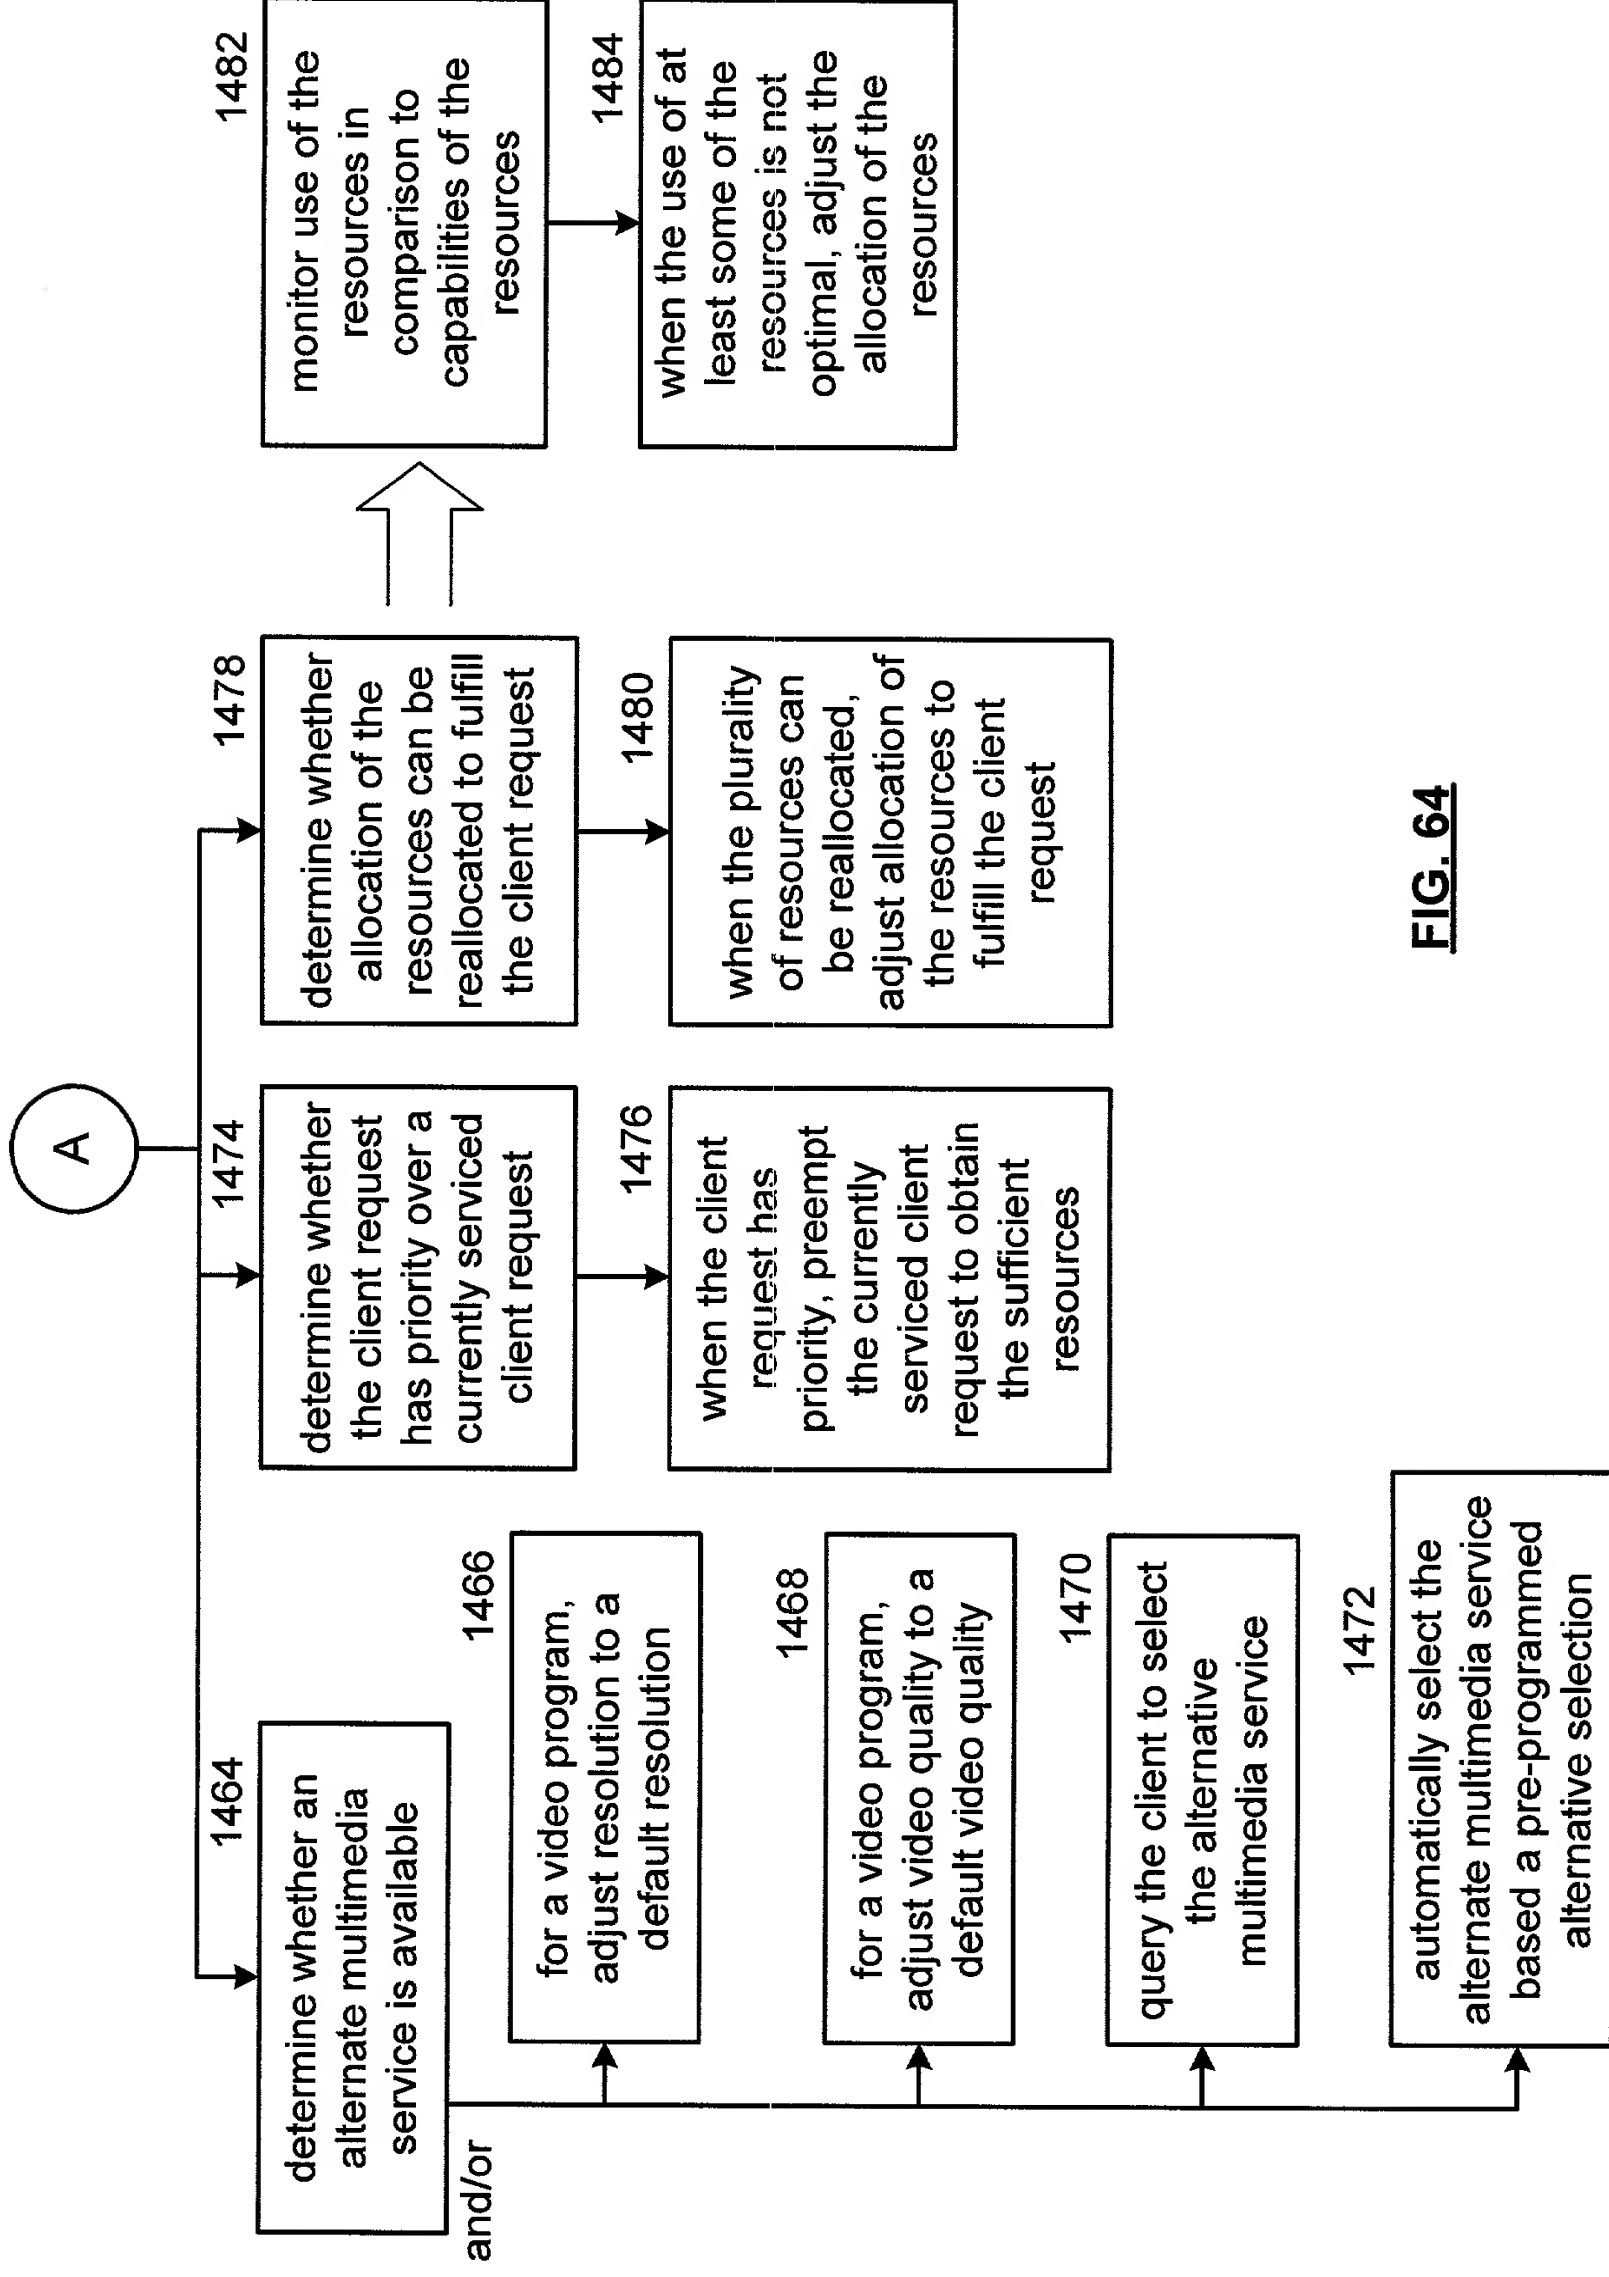 A
1464
determine whether an
alternate multimedia
service is available
and/or
1466
for a video program,
adjust resolution to a
default resolution
1468
for a video program,
adjust video quality to a
default video quality
1470
query the client to select
the alternative
multimedia service
1472
automatically select the
alternate multimedia service
based a pre-programmed
alternative selection
1474
determine whether
the client request
has priority over a
currently serviced
client request
1476
when the client
request has
priority, preempt
the currently
serviced client
request to obtain
the sufficient
resources
1478
determine whether
allocation of the
resources can be
reallocated to fulfill
the client request
1480
when the plurality
of resources can
be reallocated,
adjust allocation of
the resources to
fulfill the client
request
1482
monitor use of the
resources in
comparison to
capabilities of the
resources
1484
when the use of at
least some of the
resources is not
optimal, adjust the
allocation of the
resources
FIG. 64